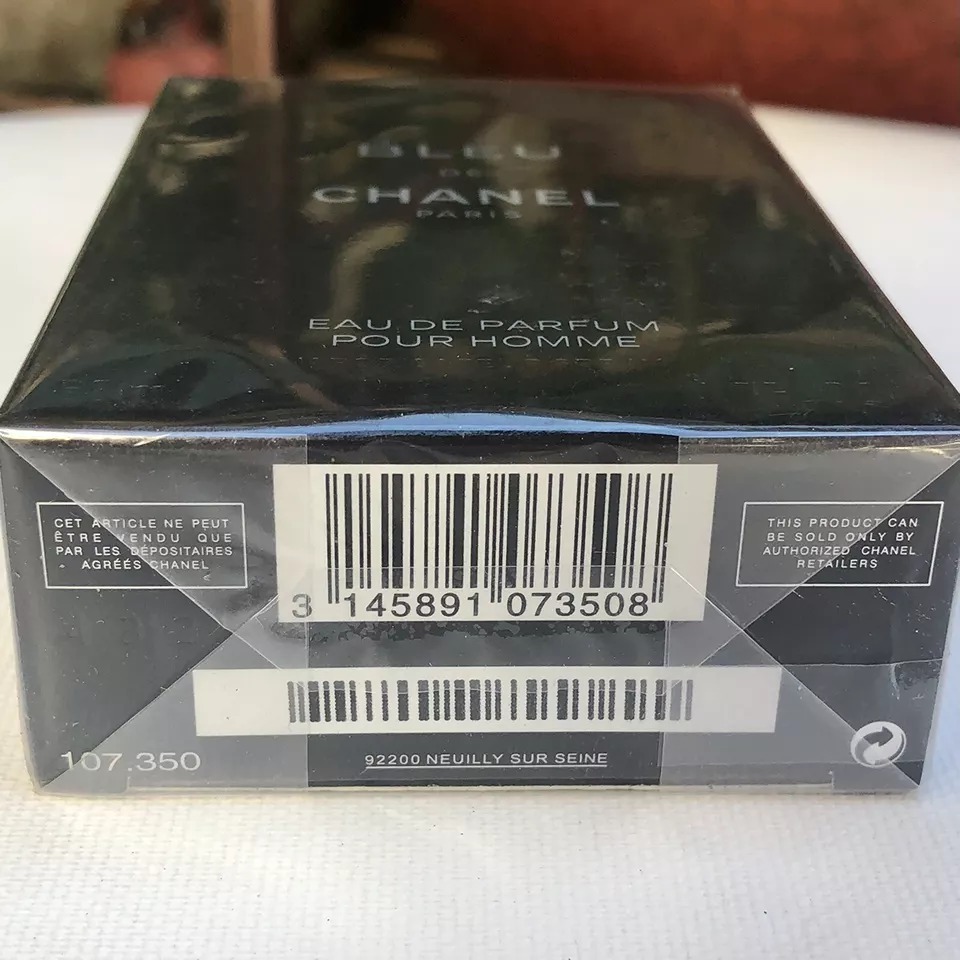 BLEU
DE
CHANEL
PARIS
EAU DE PARFUM
POUR HOMME
CET ARTICLE NE PEUT
ÊTRE VENDU QUE
PAR LES DÉPOSITAIRES
AGRÉÉS CHANEL
3 145891 073508
THIS PRODUCT CAN
BE SOLD ONLY BY
AUTHORIZED CHANEL
RETAILERS
107.350
92200 NEUILLY SUR SEINE